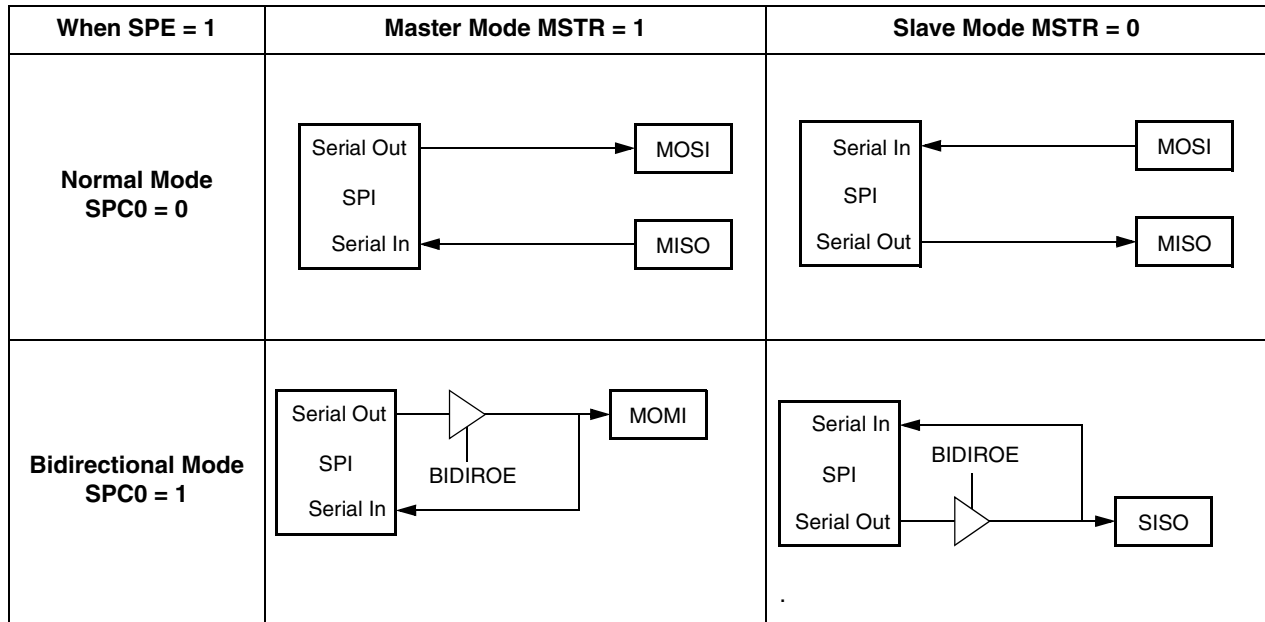 When SPE = 1
Master Mode MSTR = 1
Slave Mode MSTR = 0
Normal Mode
SPC0 = 0
Serial Out
MOSI
SPI
Serial In
MISO
Serial In
MOSI
SPI
Serial Out
MISO
Bidirectional Mode
SPC0 = 1
Serial Out
MOMI
SPI
BIDIROE
Serial In
Serial In
BIDIROE
SPI
Serial Out
SISO
.